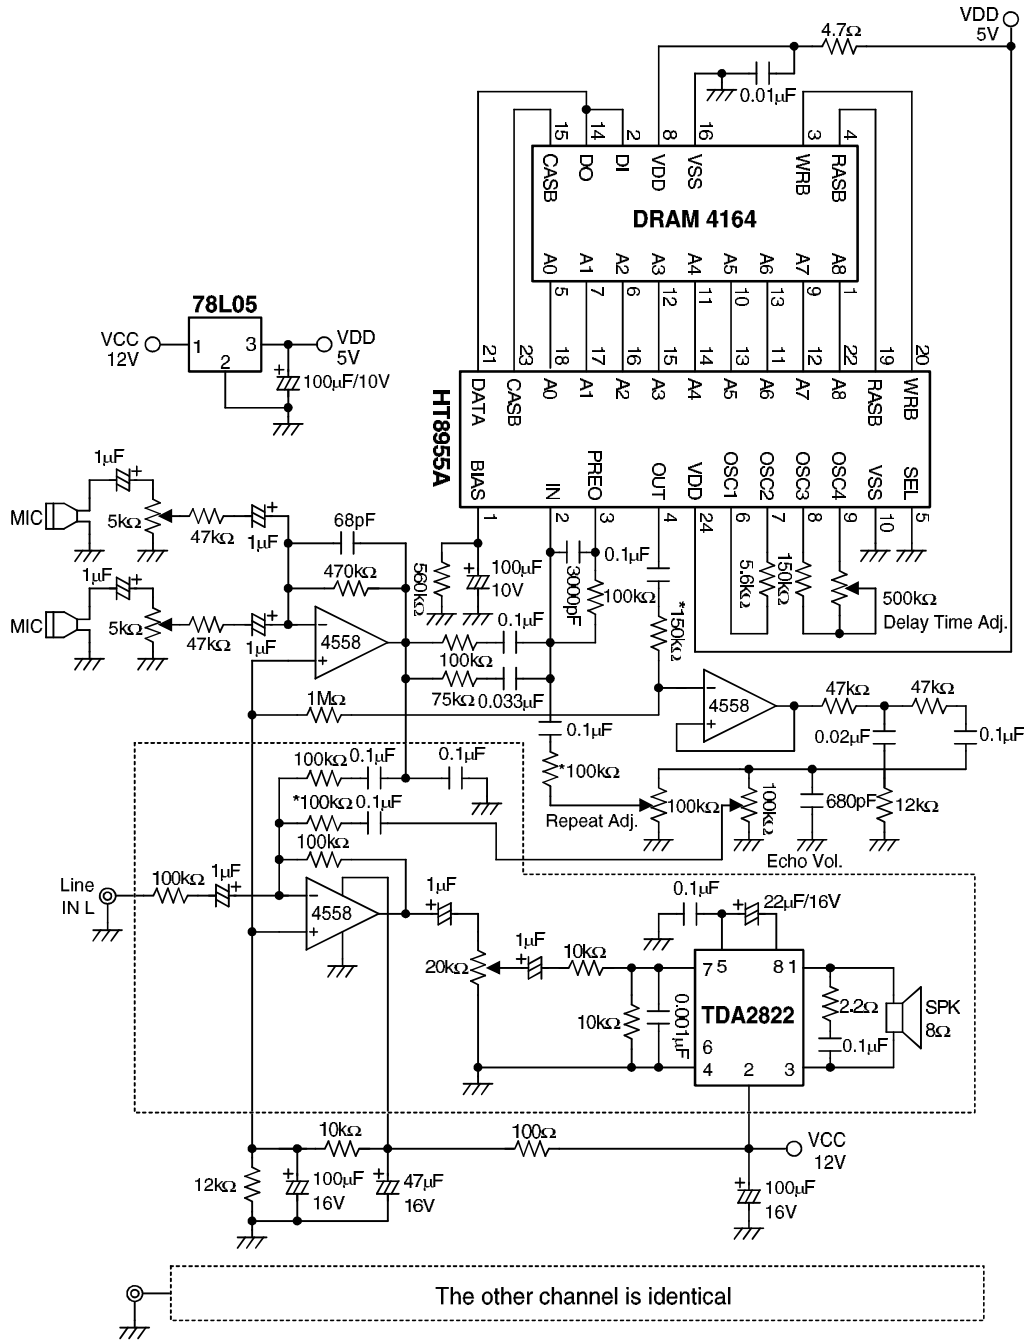 VDD
5V
4.7Ω
0.01µF
15
14
2
8
16
3
4
CASB
DO
DI
VDD
VSS
WRB
RASB
DRAM 4164
A0
A1
A2
A3
A4
A5
A6
A7
A8
5
7
6
12
11
10
13
9
1
78L05
VCC
12V
1
2
3
VDD
5V
100µF/10V
21
23
18
17
16
15
14
13
11
12
22
19
20
HT8955A
DATA
CASB
A0
A1
A2
A3
A4
A5
A6
A7
A8
RASB
WRB
BIAS
IN
PREO
OUT
VDD
OSC1
OSC2
OSC3
OSC4
VSS
SEL
1
2
3
4
24
6
7
8
9
10
5
1µF
MIC
5kΩ
47kΩ
1µF
68pF
470kΩ
1µF
MIC
5kΩ
47kΩ
1µF
4558
560kΩ
100µF
10V
3000pF
0.1µF
100kΩ
*150kΩ
5.6kΩ
150kΩ
500kΩ
Delay Time Adj.
0.1µF
100kΩ
75kΩ
0.033µF
1MΩ
4558
47kΩ
47kΩ
0.02µF
0.1µF
0.1µF
*100kΩ
Repeat Adj.
100kΩ
100kΩ
680pF
12kΩ
Echo Vol.
100kΩ
0.1µF
0.1µF
*100kΩ
0.1µF
100kΩ
Line
IN L
100kΩ
1µF
4558
1µF
20kΩ
1µF
10kΩ
10kΩ
0.001µF
0.1µF
22µF/16V
7
5
8
1
TDA2822
6
4
2
3
2.2Ω
0.1µF
SPK
8Ω
10kΩ
100Ω
VCC
12V
12kΩ
100µF
16V
47µF
16V
100µF
16V
The other channel is identical